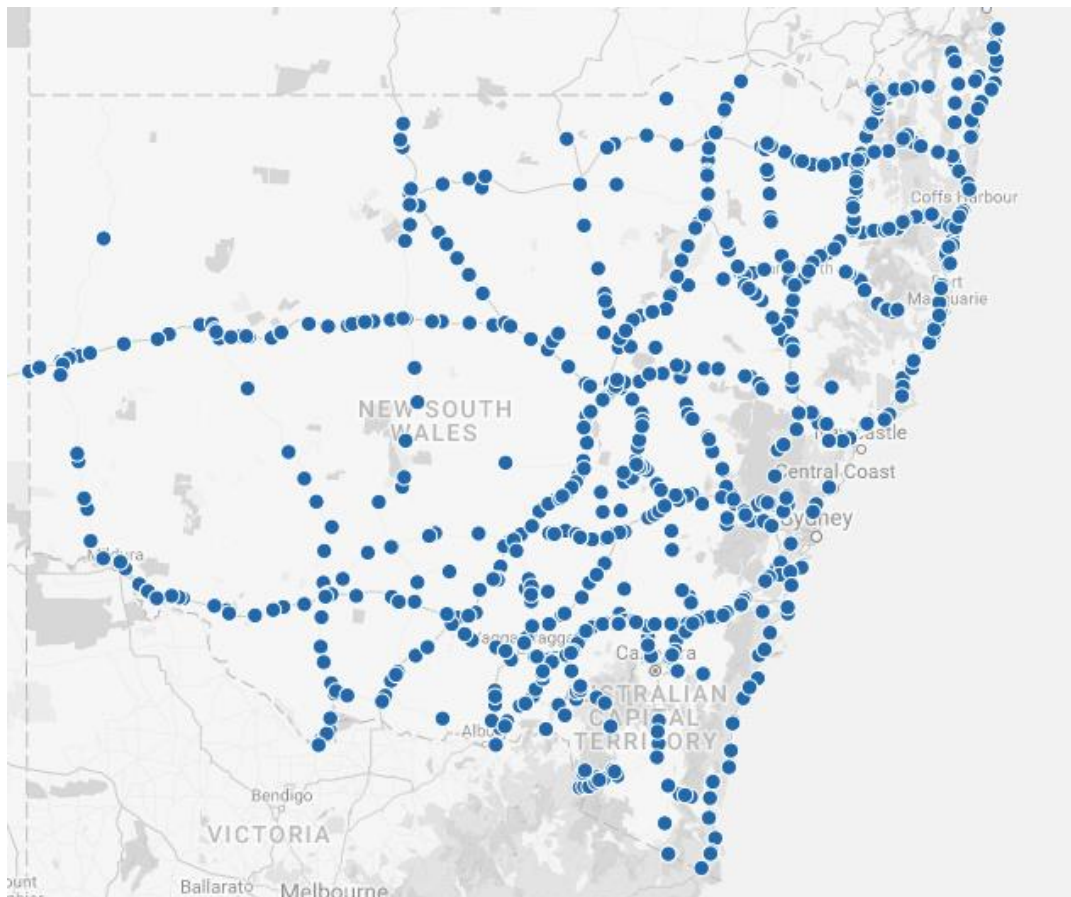 Coffs Harbour
Port
Macquarie
NEW SOUTH
WALES
Newcastle
Central Coast
Sydney
Mildura
Wagga Wagga
Canberra
AUSTRALIAN
CAPITAL
TERRITORY
Albury
Bendigo
VICTORIA
Ballarat
Melbourne